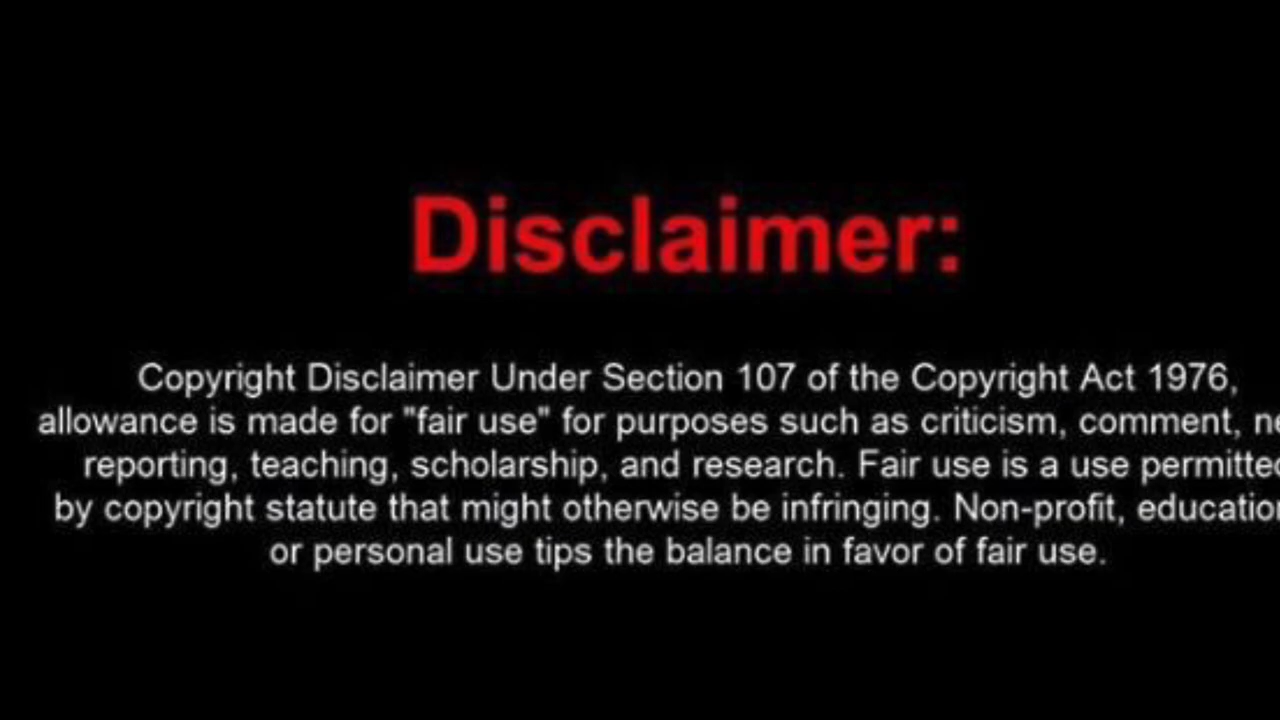 Disclaimer:
Copyright Disclaimer Under Section 107 of the Copyright Act 1976,
allowance is made for "fair use" for purposes such as criticism, comment,
reporting, teaching, scholarship, and research. Fair use is a use permitted
by copyright statute that might otherwise be infringing. Non-profit,
or personal use tips the balance in favor of fair use.